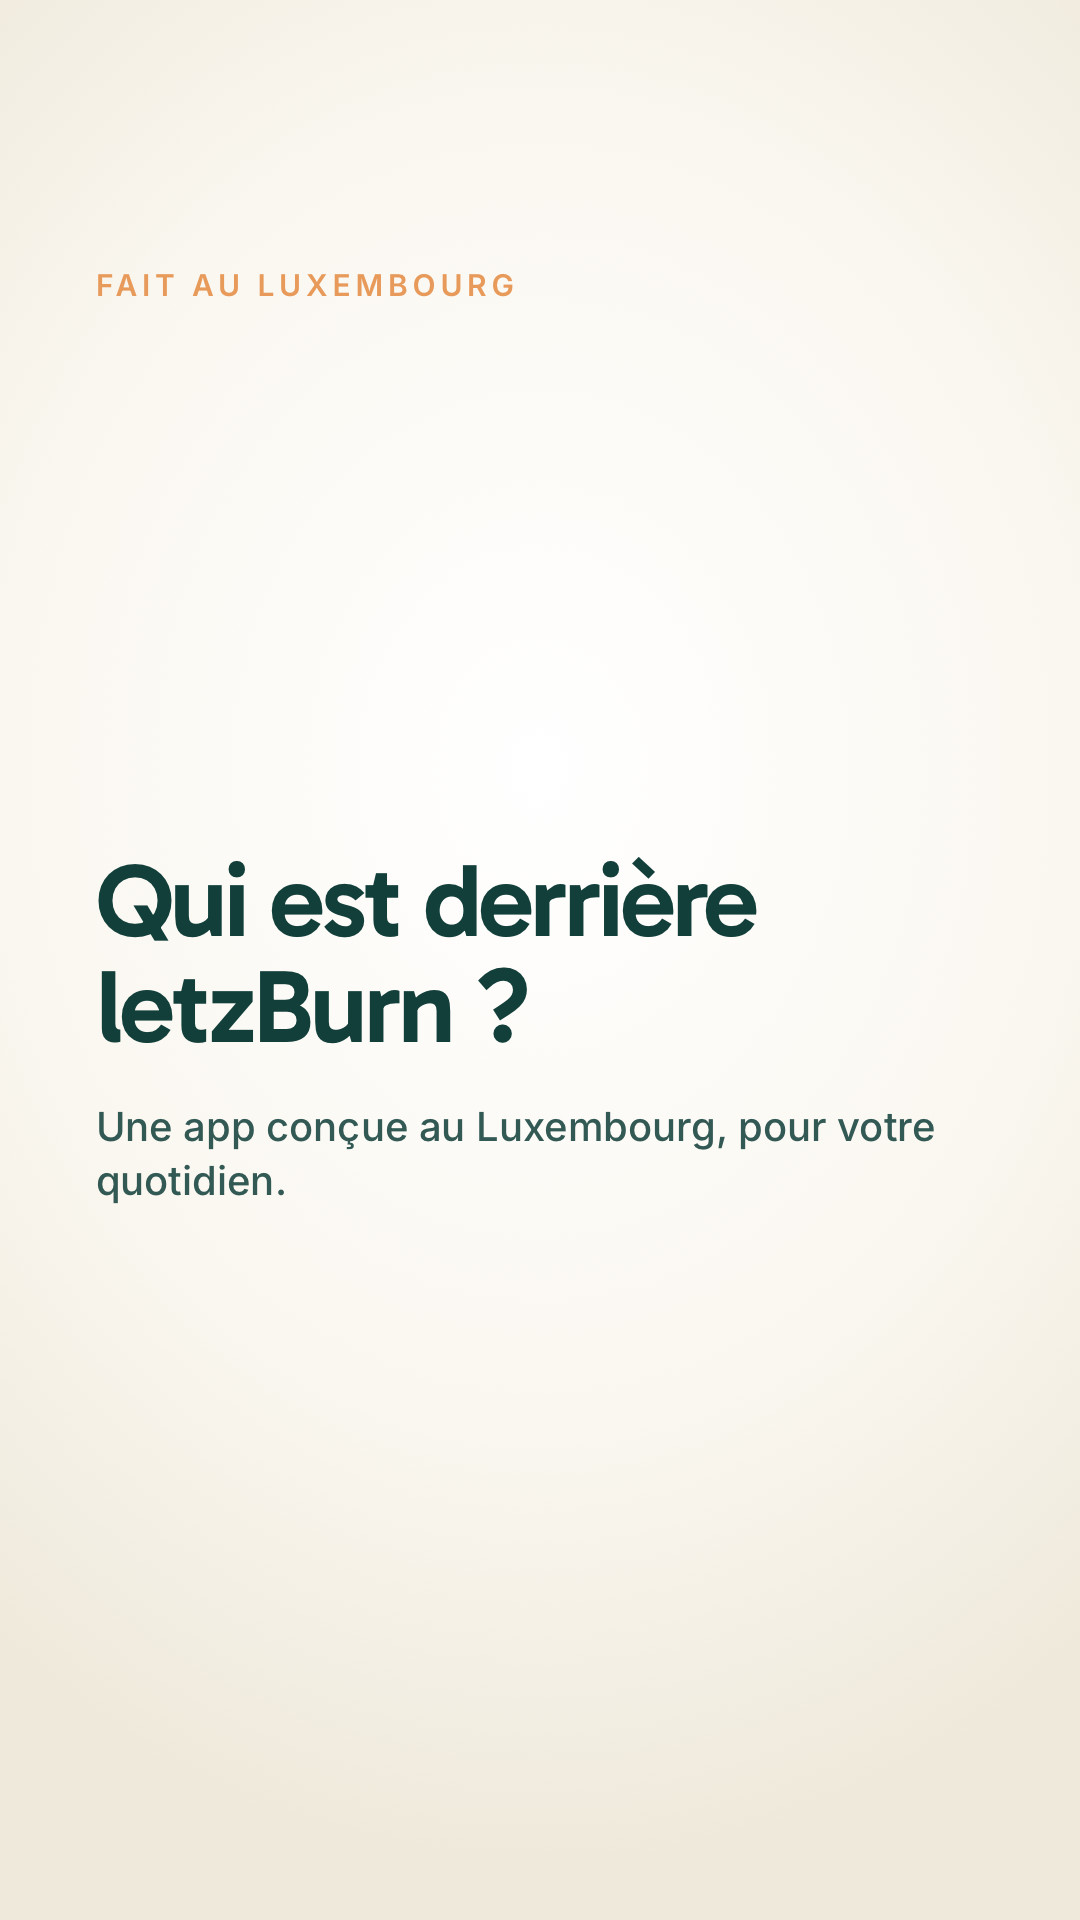 FAIT AU LUXEMBOURG
Qui est derrière
letzBurn ?
Une app conçue au Luxembourg, pour votre
quotidien.